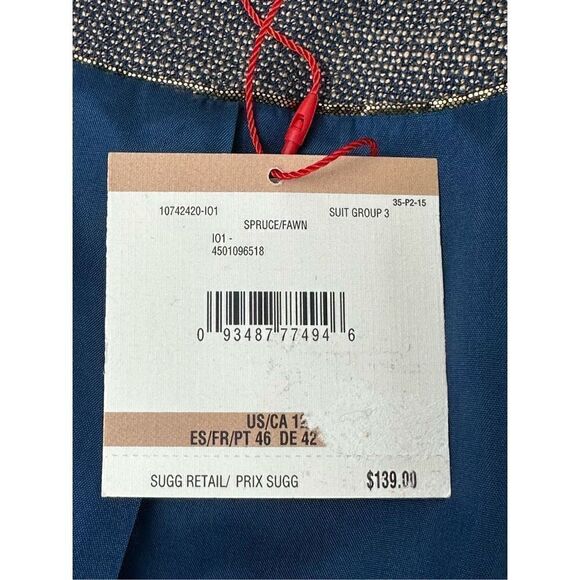 35-P2-15
10742420-I01 SUIT GROUP 3
SPRUCE/FAWN
I01 -
4501096518
0 93487 77494 6
US/CA 12
ES/FR/PT 46 DE 42
SUGG RETAIL/ PRIX SUGG $139.00